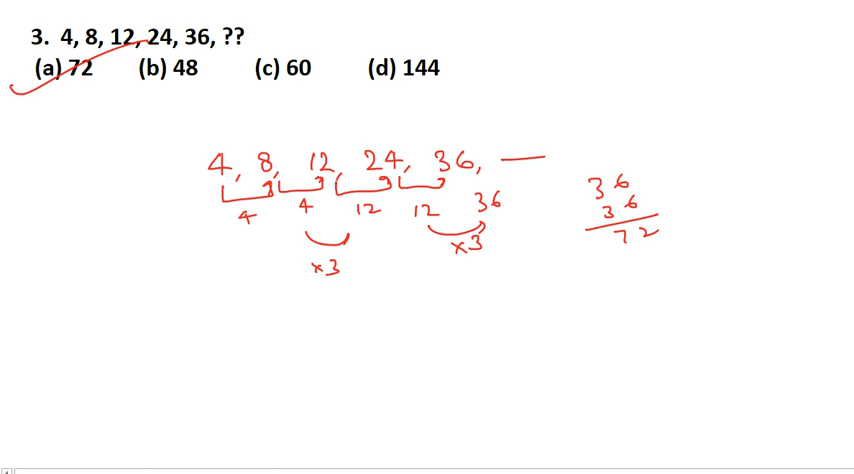 3. 4, 8, 12, 24, 36, ??
(a) 72 (b) 48 (c) 60 (d) 144
4, 8, 12, 24, 36,
4 4 12 12 36
×3 ×3
36
36
72